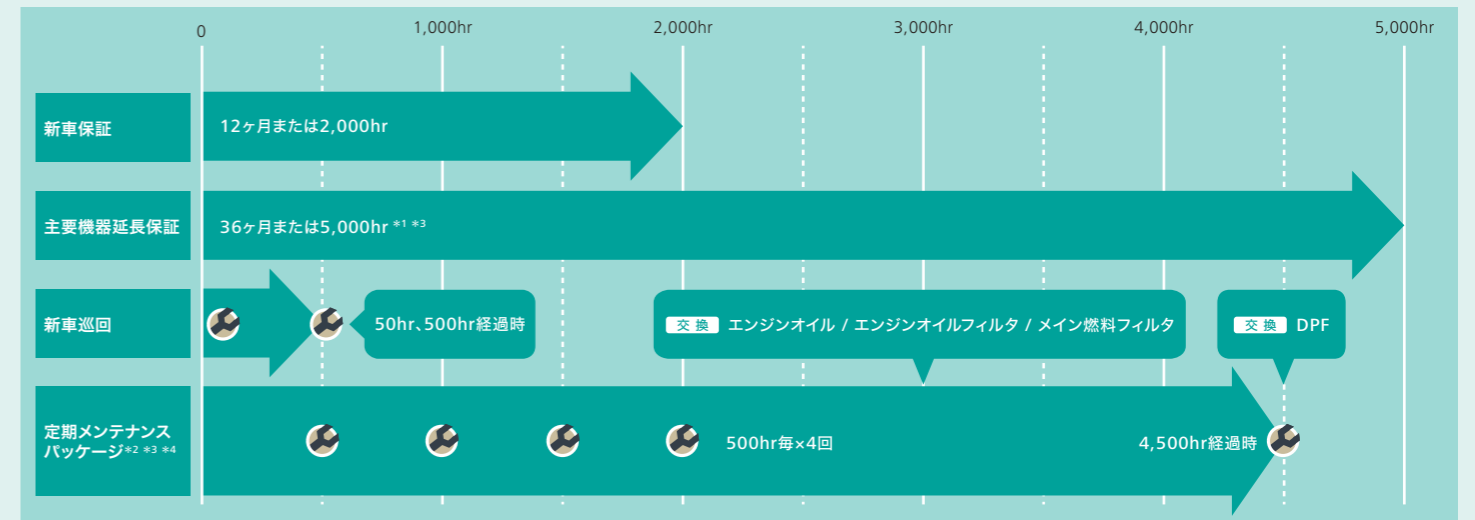 0 1,000hr 2,000hr 3,000hr 4,000hr 5,000hr
新車保証
12ヶ月または2,000hr
主要機器延長保証
36ヶ月または5,000hr *1 *3
新車巡回
50hr、500hr経過時
交換 エンジンオイル / エンジンオイルフィルタ / メイン燃料フィルタ
交換 DPF
定期メンテナンス
パッケージ*2 *3 *4
500hr毎×4回
4,500hr経過時